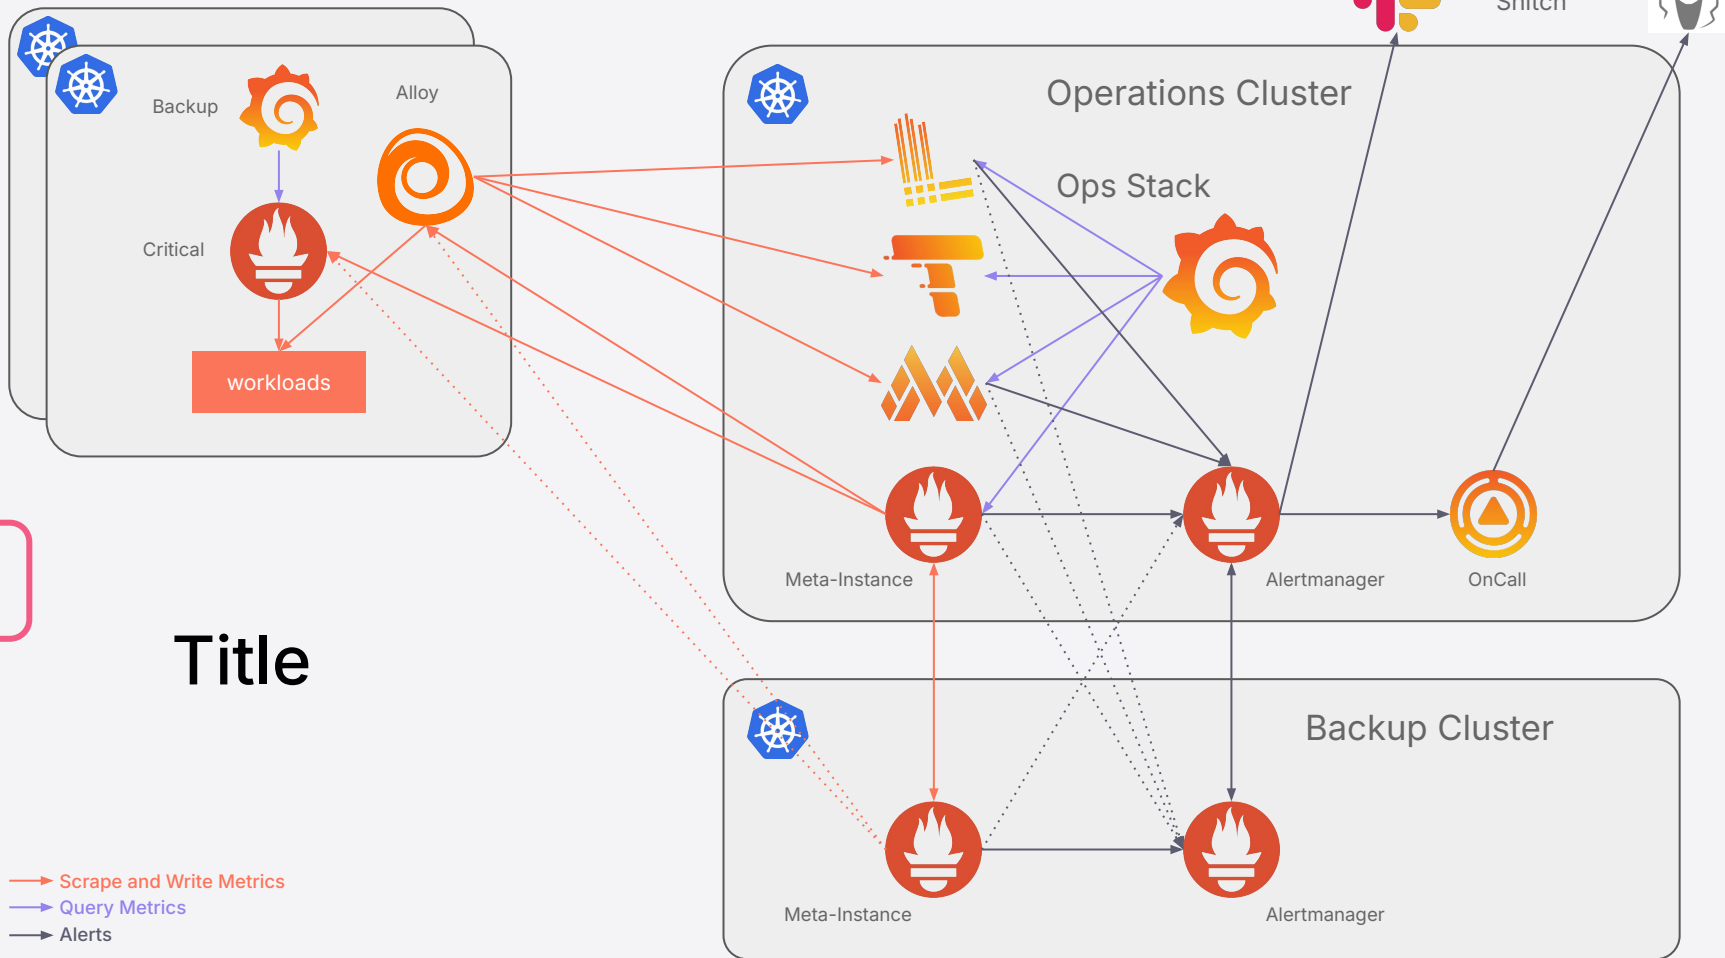 Snitch
Backup
Alloy
Critical
workloads
Operations Cluster
Ops Stack
Meta-Instance
Alertmanager
OnCall
Title
Backup Cluster
Meta-Instance
Alertmanager
Scrape and Write Metrics
Query Metrics
Alerts